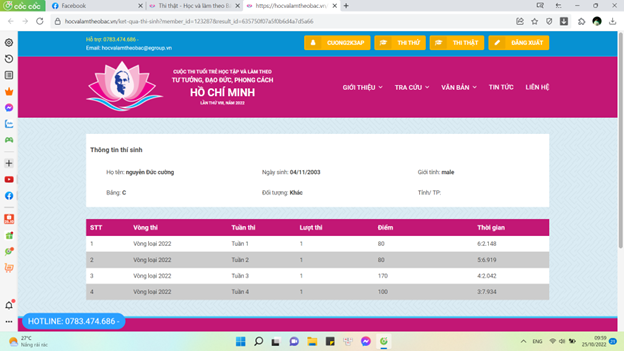 cốc cốc
Facebook
Thi thật - Học và làm theo B
https://hocvalamtheobac.vn/
hocvalamtheobac.vn/ket-qua-thi-sinh?member_id=123287&result_id=635750f07a5f0b6d4a7d5a66
Hỗ trợ: 0783.474.686 -
Email: hocvalamtheobac@egroup.vn
CUONG2K3AP
THI THỬ
THI THẬT
ĐĂNG XUẤT
CUỘC THI TUỔI TRẺ HỌC TẬP VÀ LÀM THEO
TƯ TƯỞNG, ĐẠO ĐỨC, PHONG CÁCH
HỒ CHÍ MINH
LẦN THỨ VIII, NĂM 2022
GIỚI THIỆU TRA CỨU VĂN BẢN TIN TỨC LIÊN HỆ
Thông tin thí sinh
Họ tên: nguyễn Đức cường Ngày sinh: 04/11/2003 Giới tính: male
Bảng: C Đối tượng: Khác Tỉnh/ TP:
STT Vòng thi Tuần thi Lượt thi Điểm Thời gian
1 Vòng loại 2022 Tuần 1 1 80 6:2.148
2 Vòng loại 2022 Tuần 2 1 80 5:6.919
3 Vòng loại 2022 Tuần 3 1 170 4:2.042
4 Vòng loại 2022 Tuần 4 1 100 3:7.934
HOTLINE: 0783.474.686 -
27°C
Nắng rải rác
ENG
09:59
25/10/2022